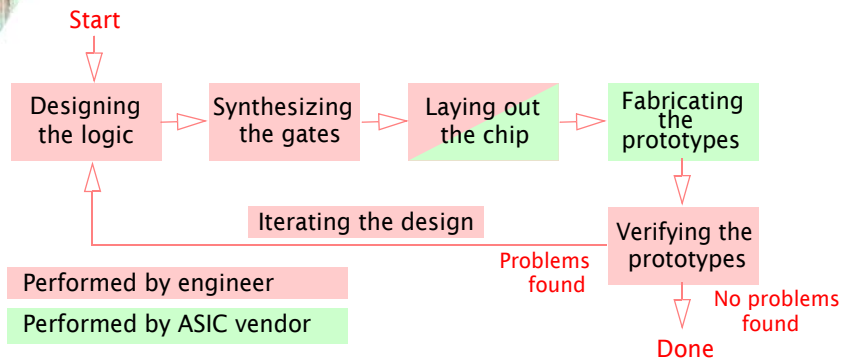 Start
Designing
the logic
Synthesizing
the gates
Laying out
the chip
Fabricating
the
prototypes
Iterating the design
Verifying the
prototypes
Problems
found
Performed by engineer
No problems
found
Performed by ASIC vendor
Done